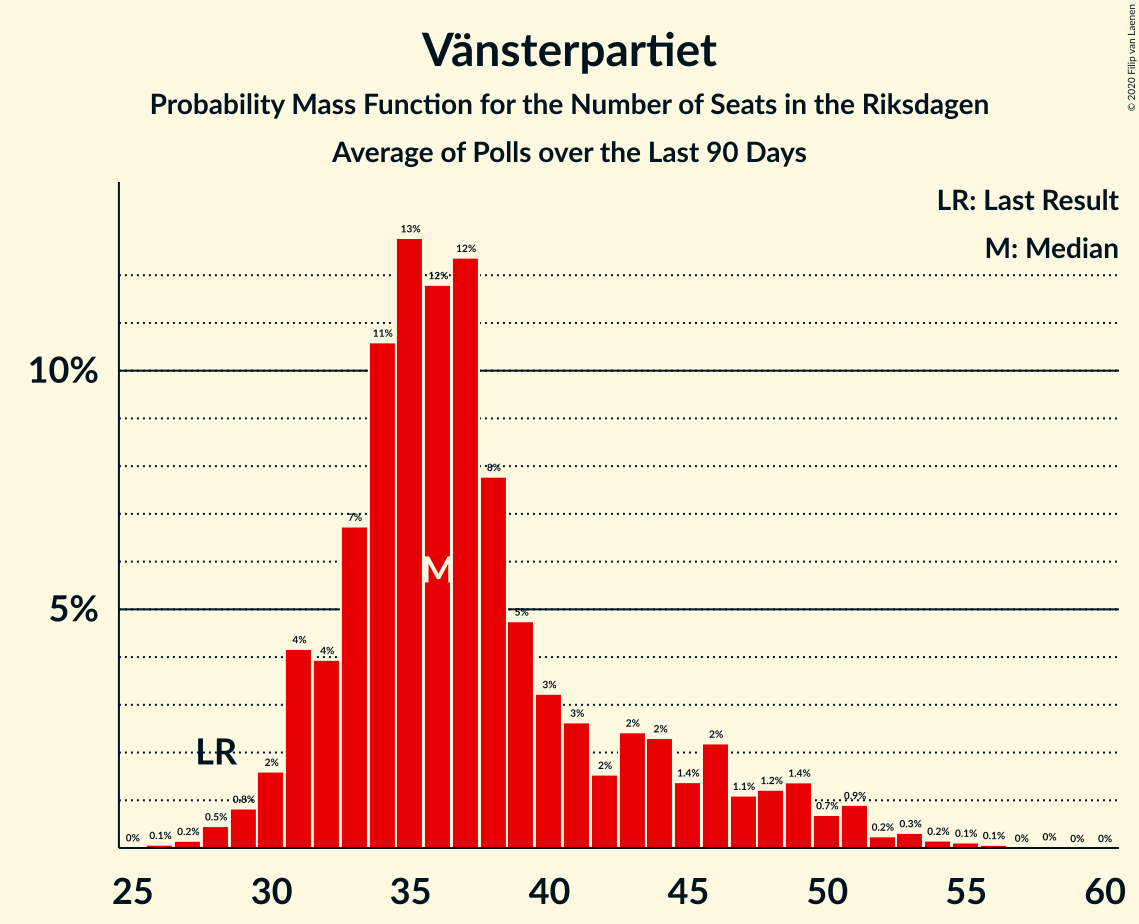 Vänsterpartiet
Probability Mass Function for the Number of Seats in the Riksdagen
Average of Polls over the Last 90 Days
© 2020 Filip van Laenen
LR: Last Result
M: Median
10%
5%
0% 0.1% 0.2% 0.5% 0.8% 2% 4% 4% 7% 11% 13% 12% 12% 8% 5% 3% 3% 2% 2% 2% 1.4% 2% 1.1% 1.2% 1.4% 0.7% 0.9% 0.2% 0.3% 0.2% 0.1% 0.1% 0% 0% 0% 0%
LR
M
25 30 35 40 45 50 55 60